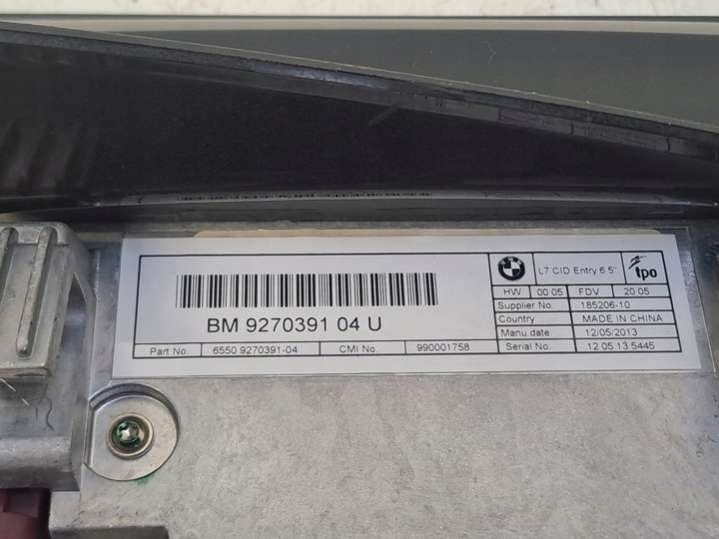 BM 9270391 04 U
Part No. 6550 9270391-04 CMI No. 990001758
L7 CID Entry 6.5" tpo
HW 00 05 FDV 20 05
Supplier No. 185206-10
Country MADE IN CHINA
Manu.date 12/05/2013
Serial No. 12 05 13 5445